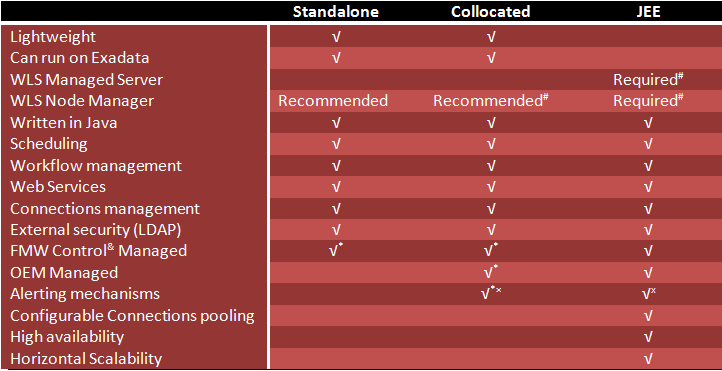 Standalone Collocated JEE
Lightweight √ √
Can run on Exadata √ √
WLS Managed Server Required#
WLS Node Manager Recommended Recommended# Required#
Written in Java √ √ √
Scheduling √ √ √
Workflow management √ √ √
Web Services √ √ √
Connections management √ √ √
External security (LDAP) √ √ √
FMW Control& Managed √* √* √
OEM Managed √* √
Alerting mechanisms √*x √x
Configurable Connections pooling √
High availability √
Horizontal Scalability √